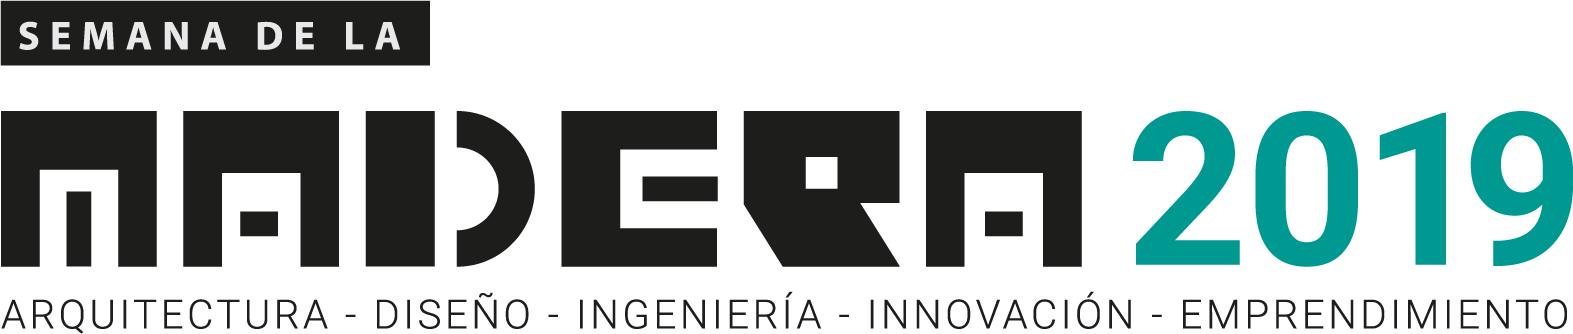 SEMANA DE LA
MADERA 2019
ARQUITECTURA - DISEÑO - INGENIERÍA - INNOVACIÓN - EMPRENDIMIENTO